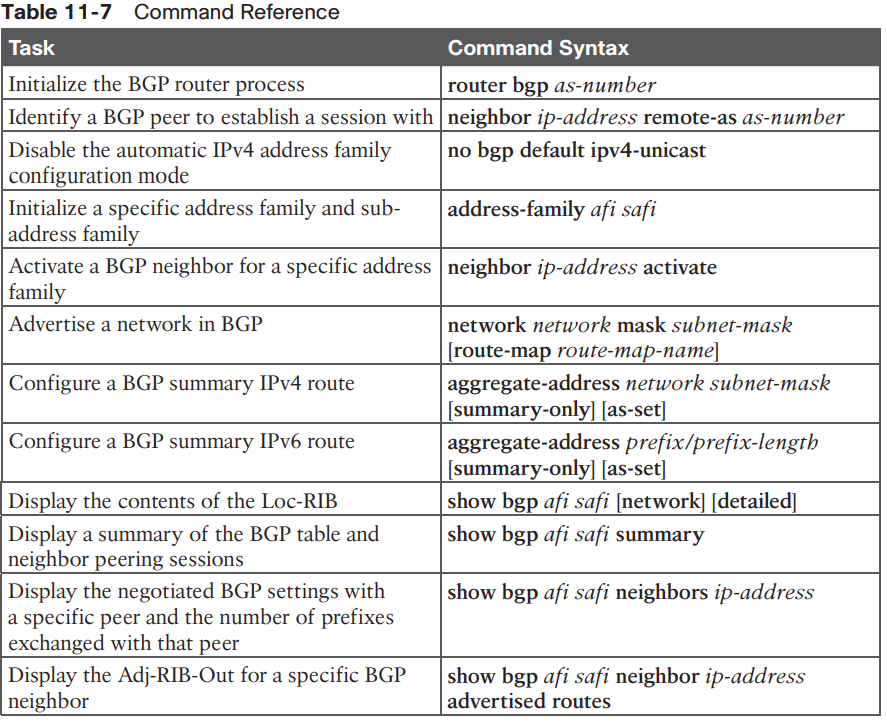 Table 11-7 Command Reference
Task Command Syntax
Initialize the BGP router process router bgp as-number
Identify a BGP peer to establish a session with neighbor ip-address remote-as as-number
Disable the automatic IPv4 address family no bgp default ipv4-unicast
configuration mode
Initialize a specific address family and sub- address-family afi safi
address family
Activate a BGP neighbor for a specific address neighbor ip-address activate
family
Advertise a network in BGP network network mask subnet-mask
[route-map route-map-name]
Configure a BGP summary IPv4 route aggregate-address network subnet-mask
[summary-only] [as-set]
Configure a BGP summary IPv6 route aggregate-address prefix/prefix-length
[summary-only] [as-set]
Display the contents of the Loc-RIB show bgp afi safi [network] [detailed]
Display a summary of the BGP table and show bgp afi safi summary
neighbor peering sessions
Display the negotiated BGP settings with show bgp afi safi neighbors ip-address
a specific peer and the number of prefixes
exchanged with that peer
Display the Adj-RIB-Out for a specific BGP show bgp afi safi neighbor ip-address
neighbor advertised routes